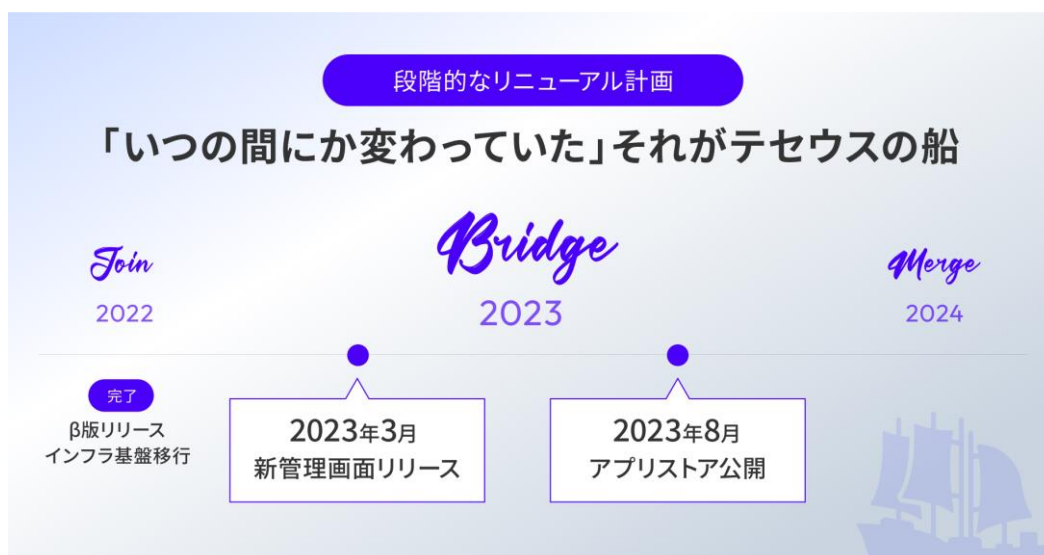 段階的なリニューアル計画
「いつの間にか変わっていた」それがテセウスの船
Join
2022
Bridge
2023
Merge
2024
完了
β版リリース
インフラ基盤移行
2023年3月
新管理画面リリース
2023年8月
アプリストア公開